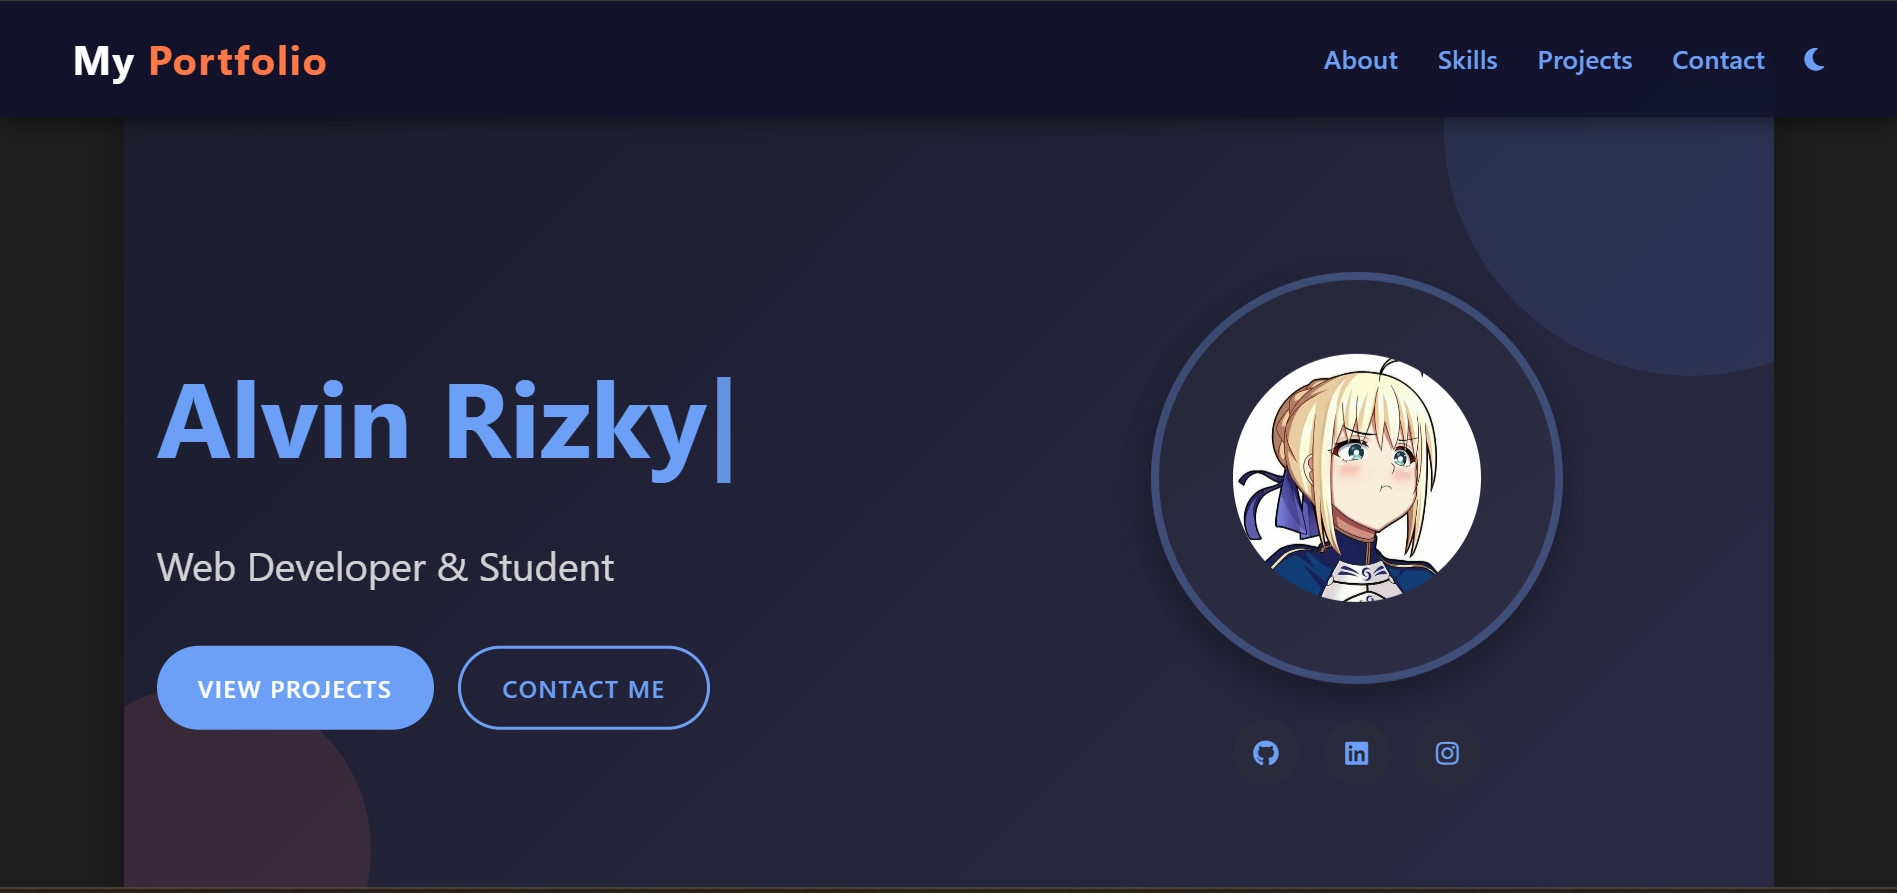 My Portfolio
About Skills Projects Contact
Alvin Rizky|
Web Developer & Student
VIEW PROJECTS CONTACT ME